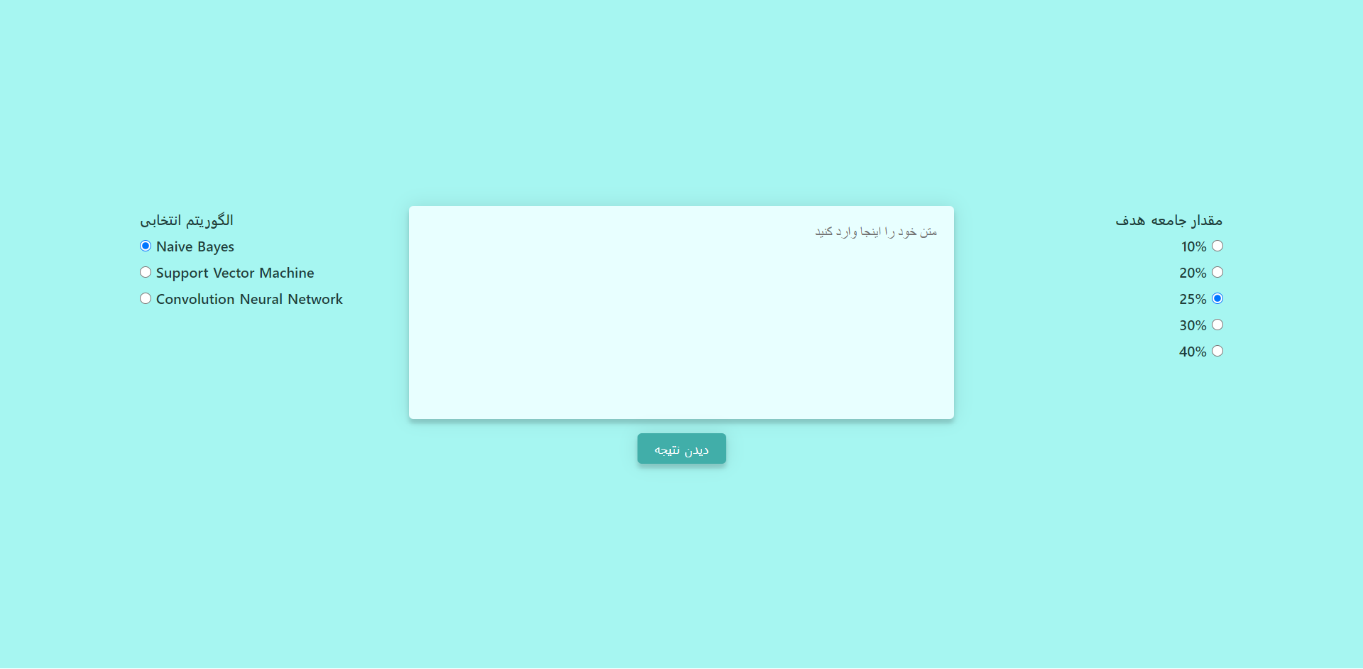 مقدار جامعه هدف
10%
20%
25%
30%
40%
متن خود را اینجا وارد کنید
دیدن نتیجه
الگوریتم انتخابی
Naive Bayes
Support Vector Machine
Convolution Neural Network